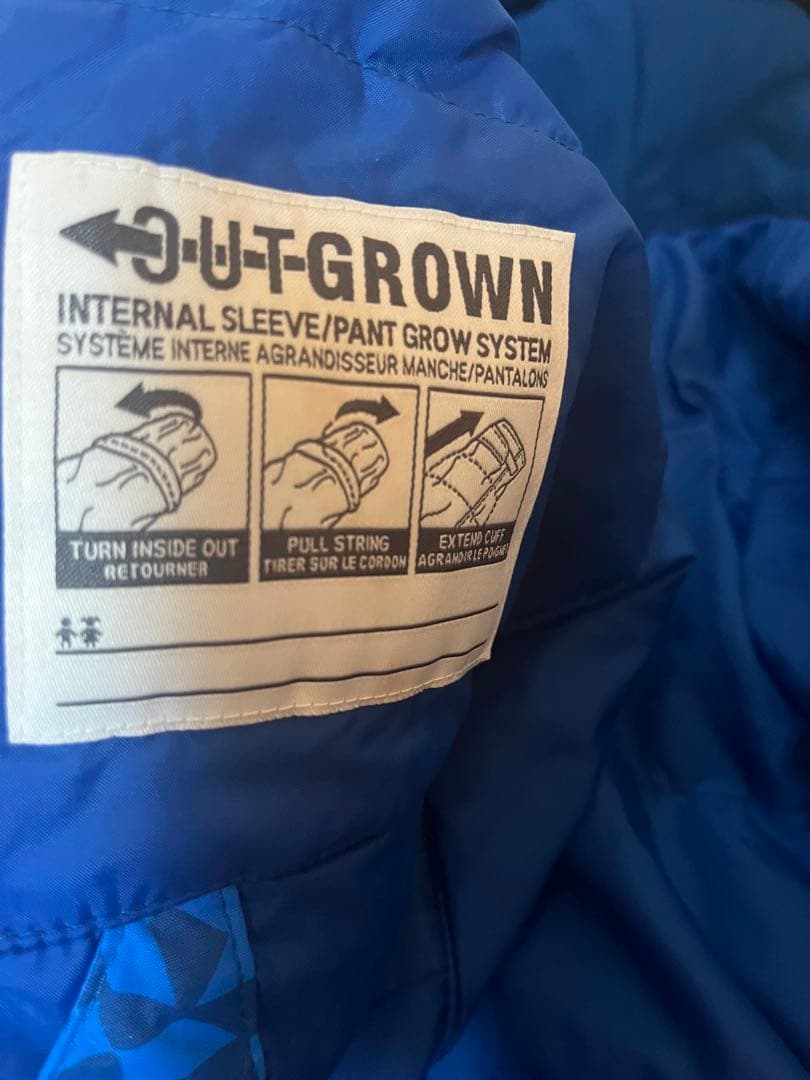 OUTGROWN
INTERNAL SLEEVE/PANT GROW SYSTEM
SYSTÈME INTERNE AGRANDISSEUR MANCHE/PANTALONS
TURN INSIDE OUT
RETOURNER
PULL STRING
TIRER SUR LE CORDON
EXTEND CUFF
AGRANDIR LE POIGNET